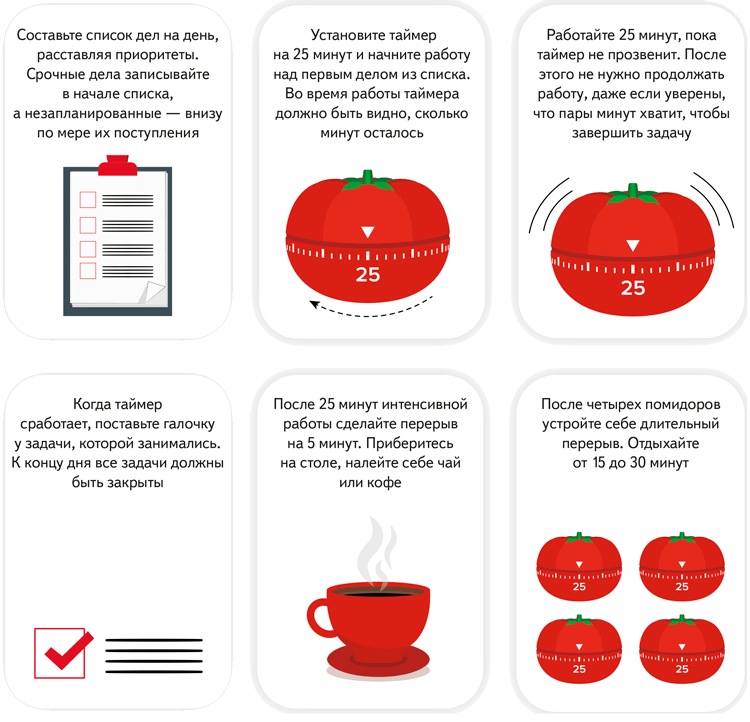 Составьте список дел на день,
расставляя приоритеты.
Срочные дела записывайте
в начале списка,
а незапланированные — внизу
по мере их поступления
Установите таймер
на 25 минут и начните работу
над первым делом из списка.
Во время работы таймера
должно быть видно, сколько
минут осталось
25
Работайте 25 минут, пока
таймер не прозвенит. После
этого не нужно продолжать
работу, даже если уверены,
что пары минут хватит, чтобы
завершить задачу
25
Когда таймер
сработает, поставьте галочку
у задачи, которой занимались.
К концу дня все задачи должны
быть закрыты
После 25 минут интенсивной
работы сделайте перерыв
на 5 минут. Приберитесь
на столе, налейте себе чай
или кофе
После четырех помидоров
устройте себе длительный
перерыв. Отдыхайте
от 15 до 30 минут
25
25
25
25